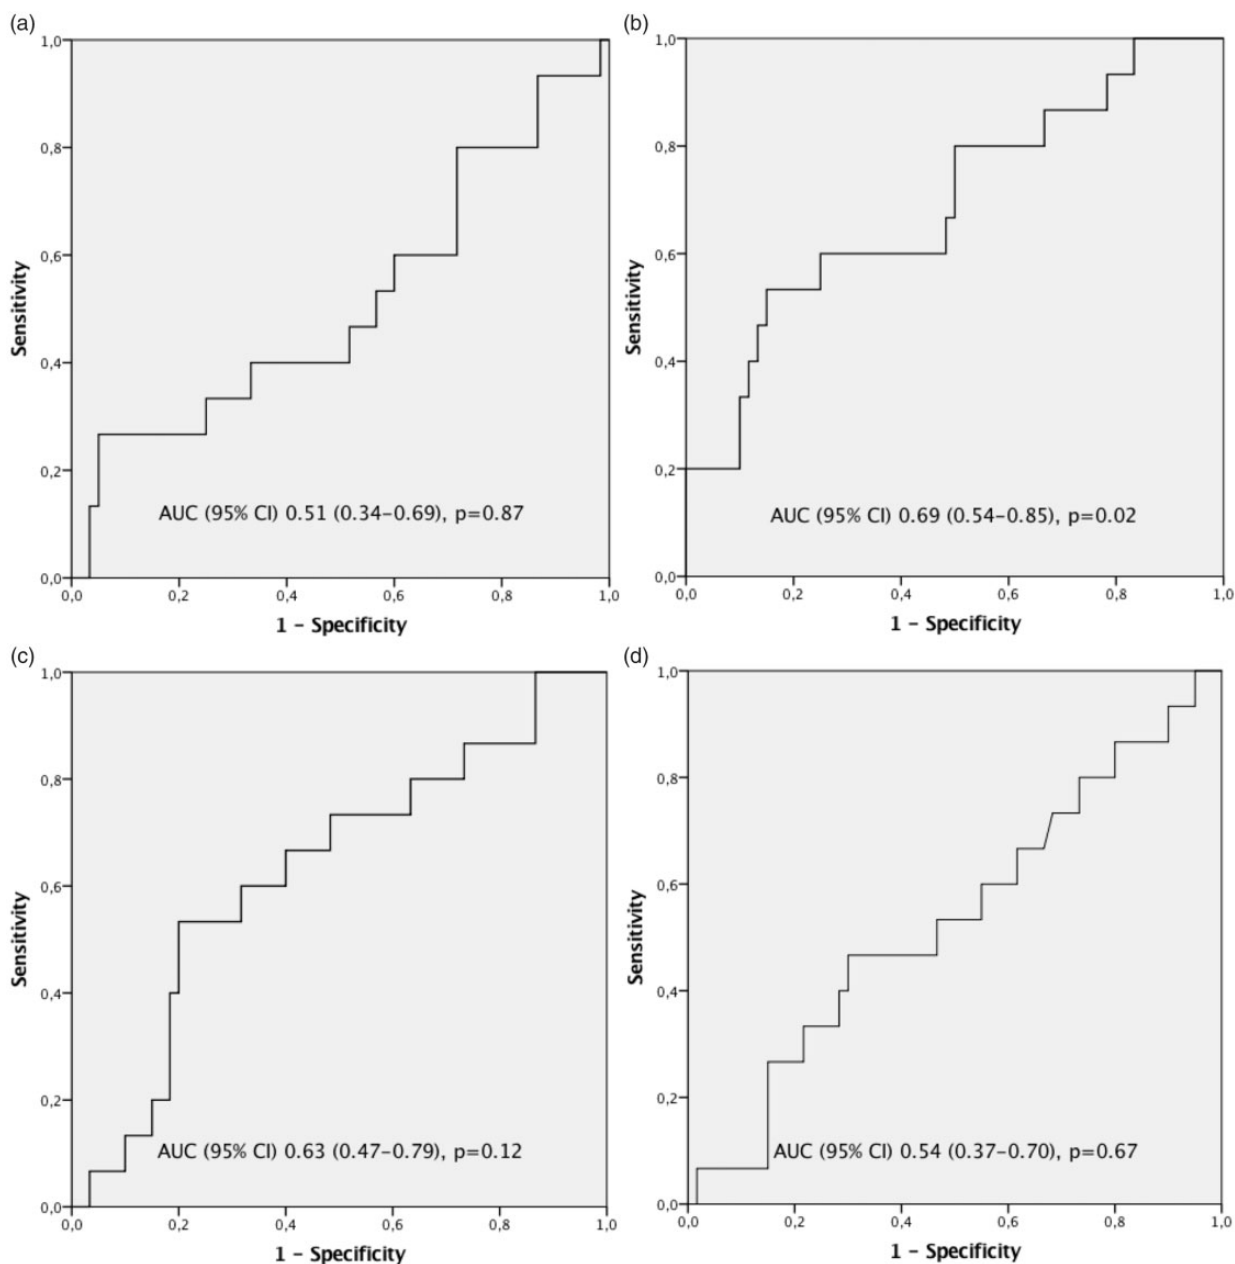 (a)
1,0
0,8
0,6
0,4
0,2
0,0
Sensitivity
AUC (95% CI) 0.51 (0.34–0.69), p=0.87
0,0 0,2 0,4 0,6 0,8 1,0
1 - Specificity
(b)
1,0
0,8
0,6
0,4
0,2
0,0
Sensitivity
AUC (95% CI) 0.69 (0.54–0.85), p=0.02
0,0 0,2 0,4 0,6 0,8 1,0
1 - Specificity
(c)
1,0
0,8
0,6
0,4
0,2
0,0
Sensitivity
AUC (95% CI) 0.63 (0.47–0.79), p=0.12
0,0 0,2 0,4 0,6 0,8 1,0
1 - Specificity
(d)
1,0
0,8
0,6
0,4
0,2
0,0
Sensitivity
AUC (95% CI) 0.54 (0.37–0.70), p=0.67
0,0 0,2 0,4 0,6 0,8 1,0
1 - Specificity